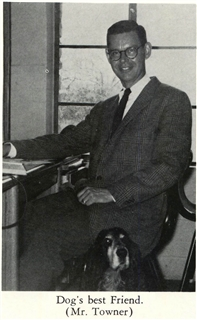 Dog's best Friend.
(Mr. Towner)